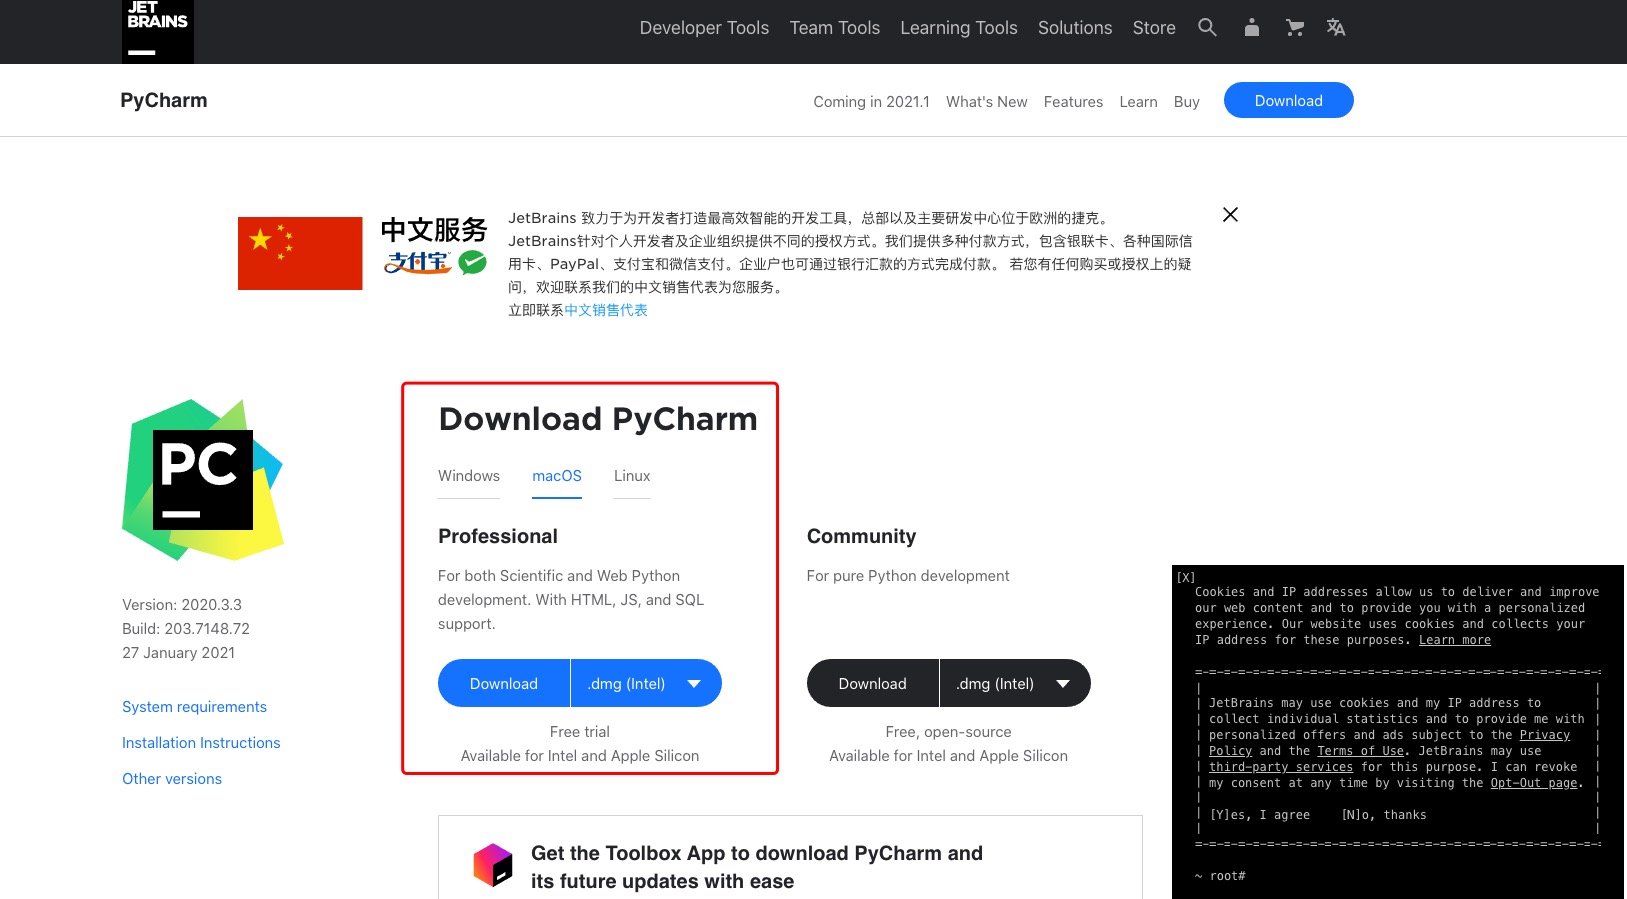 JET
BRAINS
Developer Tools Team Tools Learning Tools Solutions Store
PyCharm
Coming in 2021.1 What's New Features Learn Buy Download
中文服务
支付宝
JetBrains 致力于为开发者打造最高效智能的开发工具，总部以及主要研发中心位于欧洲的捷克。
JetBrains针对个人开发者及企业组织提供不同的授权方式。我们提供多种付款方式，包含银联卡、各种国际信
用卡、PayPal、支付宝和微信支付。企业户也可通过银行汇款的方式完成付款。 若您有任何购买或授权上的疑
问，欢迎联系我们的中文销售代表为您服务。
立即联系中文销售代表
PC
Version: 2020.3.3
Build: 203.7148.72
27 January 2021
System requirements
Installation Instructions
Other versions
Download PyCharm
Windows macOS Linux
Professional
For both Scientific and Web Python
development. With HTML, JS, and SQL
support.
Download .dmg (Intel)
Free trial
Available for Intel and Apple Silicon
Community
For pure Python development
Download .dmg (Intel)
Free, open-source
Available for Intel and Apple Silicon
Get the Toolbox App to download PyCharm and
its future updates with ease
[X]
Cookies and IP addresses allow us to deliver and improve
our web content and to provide you with a personalized
experience. Our website uses cookies and collects your
IP address for these purposes. Learn more
JetBrains may use cookies and my IP address to
collect individual statistics and to provide me with
personalized offers and ads subject to the Privacy
Policy and the Terms of Use. JetBrains may use
third-party services for this purpose. I can revoke
my consent at any time by visiting the Opt-Out page.
[Y]es, I agree [N]o, thanks
~ root#